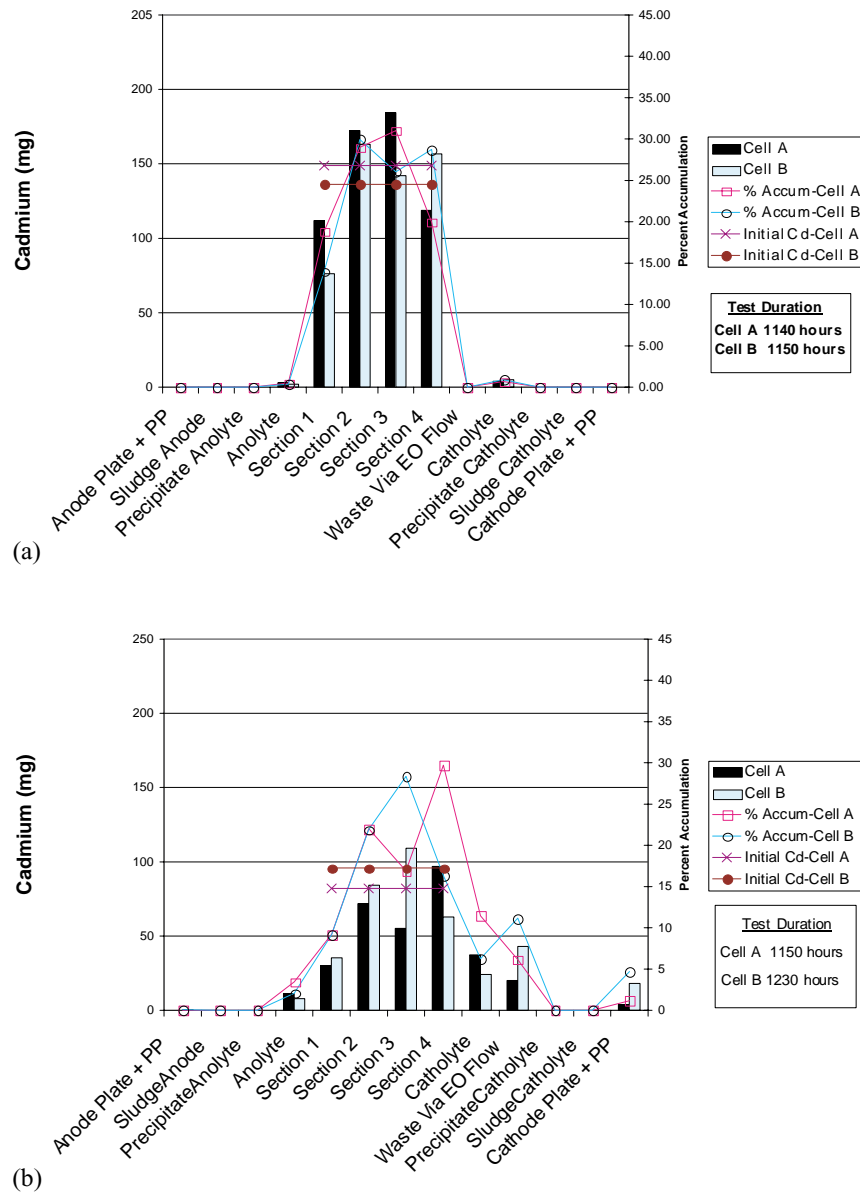 205
200
150
100
50
0
Cadmium (mg)
45.00
40.00
35.00
30.00
25.00
20.00
15.00
10.00
5.00
0.00
Percent Accumulation
Anode Plate + PP
Sludge Anode
Precipitate Anolyte
Anolyte
Section 1
Section 2
Section 3
Section 4
Waste Via EO Flow
Catholyte
Precipitate Catholyte
Sludge Catholyte
Cathode Plate + PP
Cell A
Cell B
% Accum-Cell A
% Accum-Cell B
Initial Cd-Cell A
Initial Cd-Cell B
Test Duration
Cell A 1140 hours
Cell B 1150 hours
(a)
250
200
150
100
50
0
Cadmium (mg)
45
40
35
30
25
20
15
10
5
0
Percent Accumulation
Anode Plate + PP
SludgeAnode
PrecipitateAnolyte
Anolyte
Section 1
Section 2
Section 3
Section 4
Catholyte
Waste Via EO Flow
PrecipitateCatholyte
SludgeCatholyte
Cathode Plate + PP
Cell A
Cell B
% Accum-Cell A
% Accum-Cell B
Initial Cd-Cell A
Initial Cd-Cell B
Test Duration
Cell A 1150 hours
Cell B 1230 hours
(b)